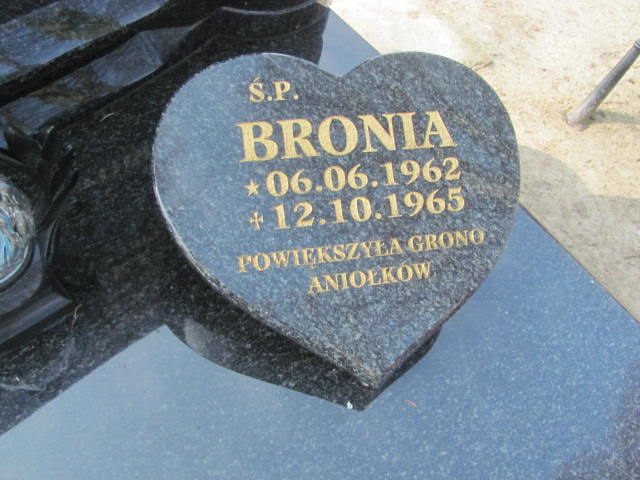 Ś.P.
BRONIA
★ 06.06.1962
✝ 12.10.1965
POWIĘKSZYŁA GRONO
ANIOŁKÓW